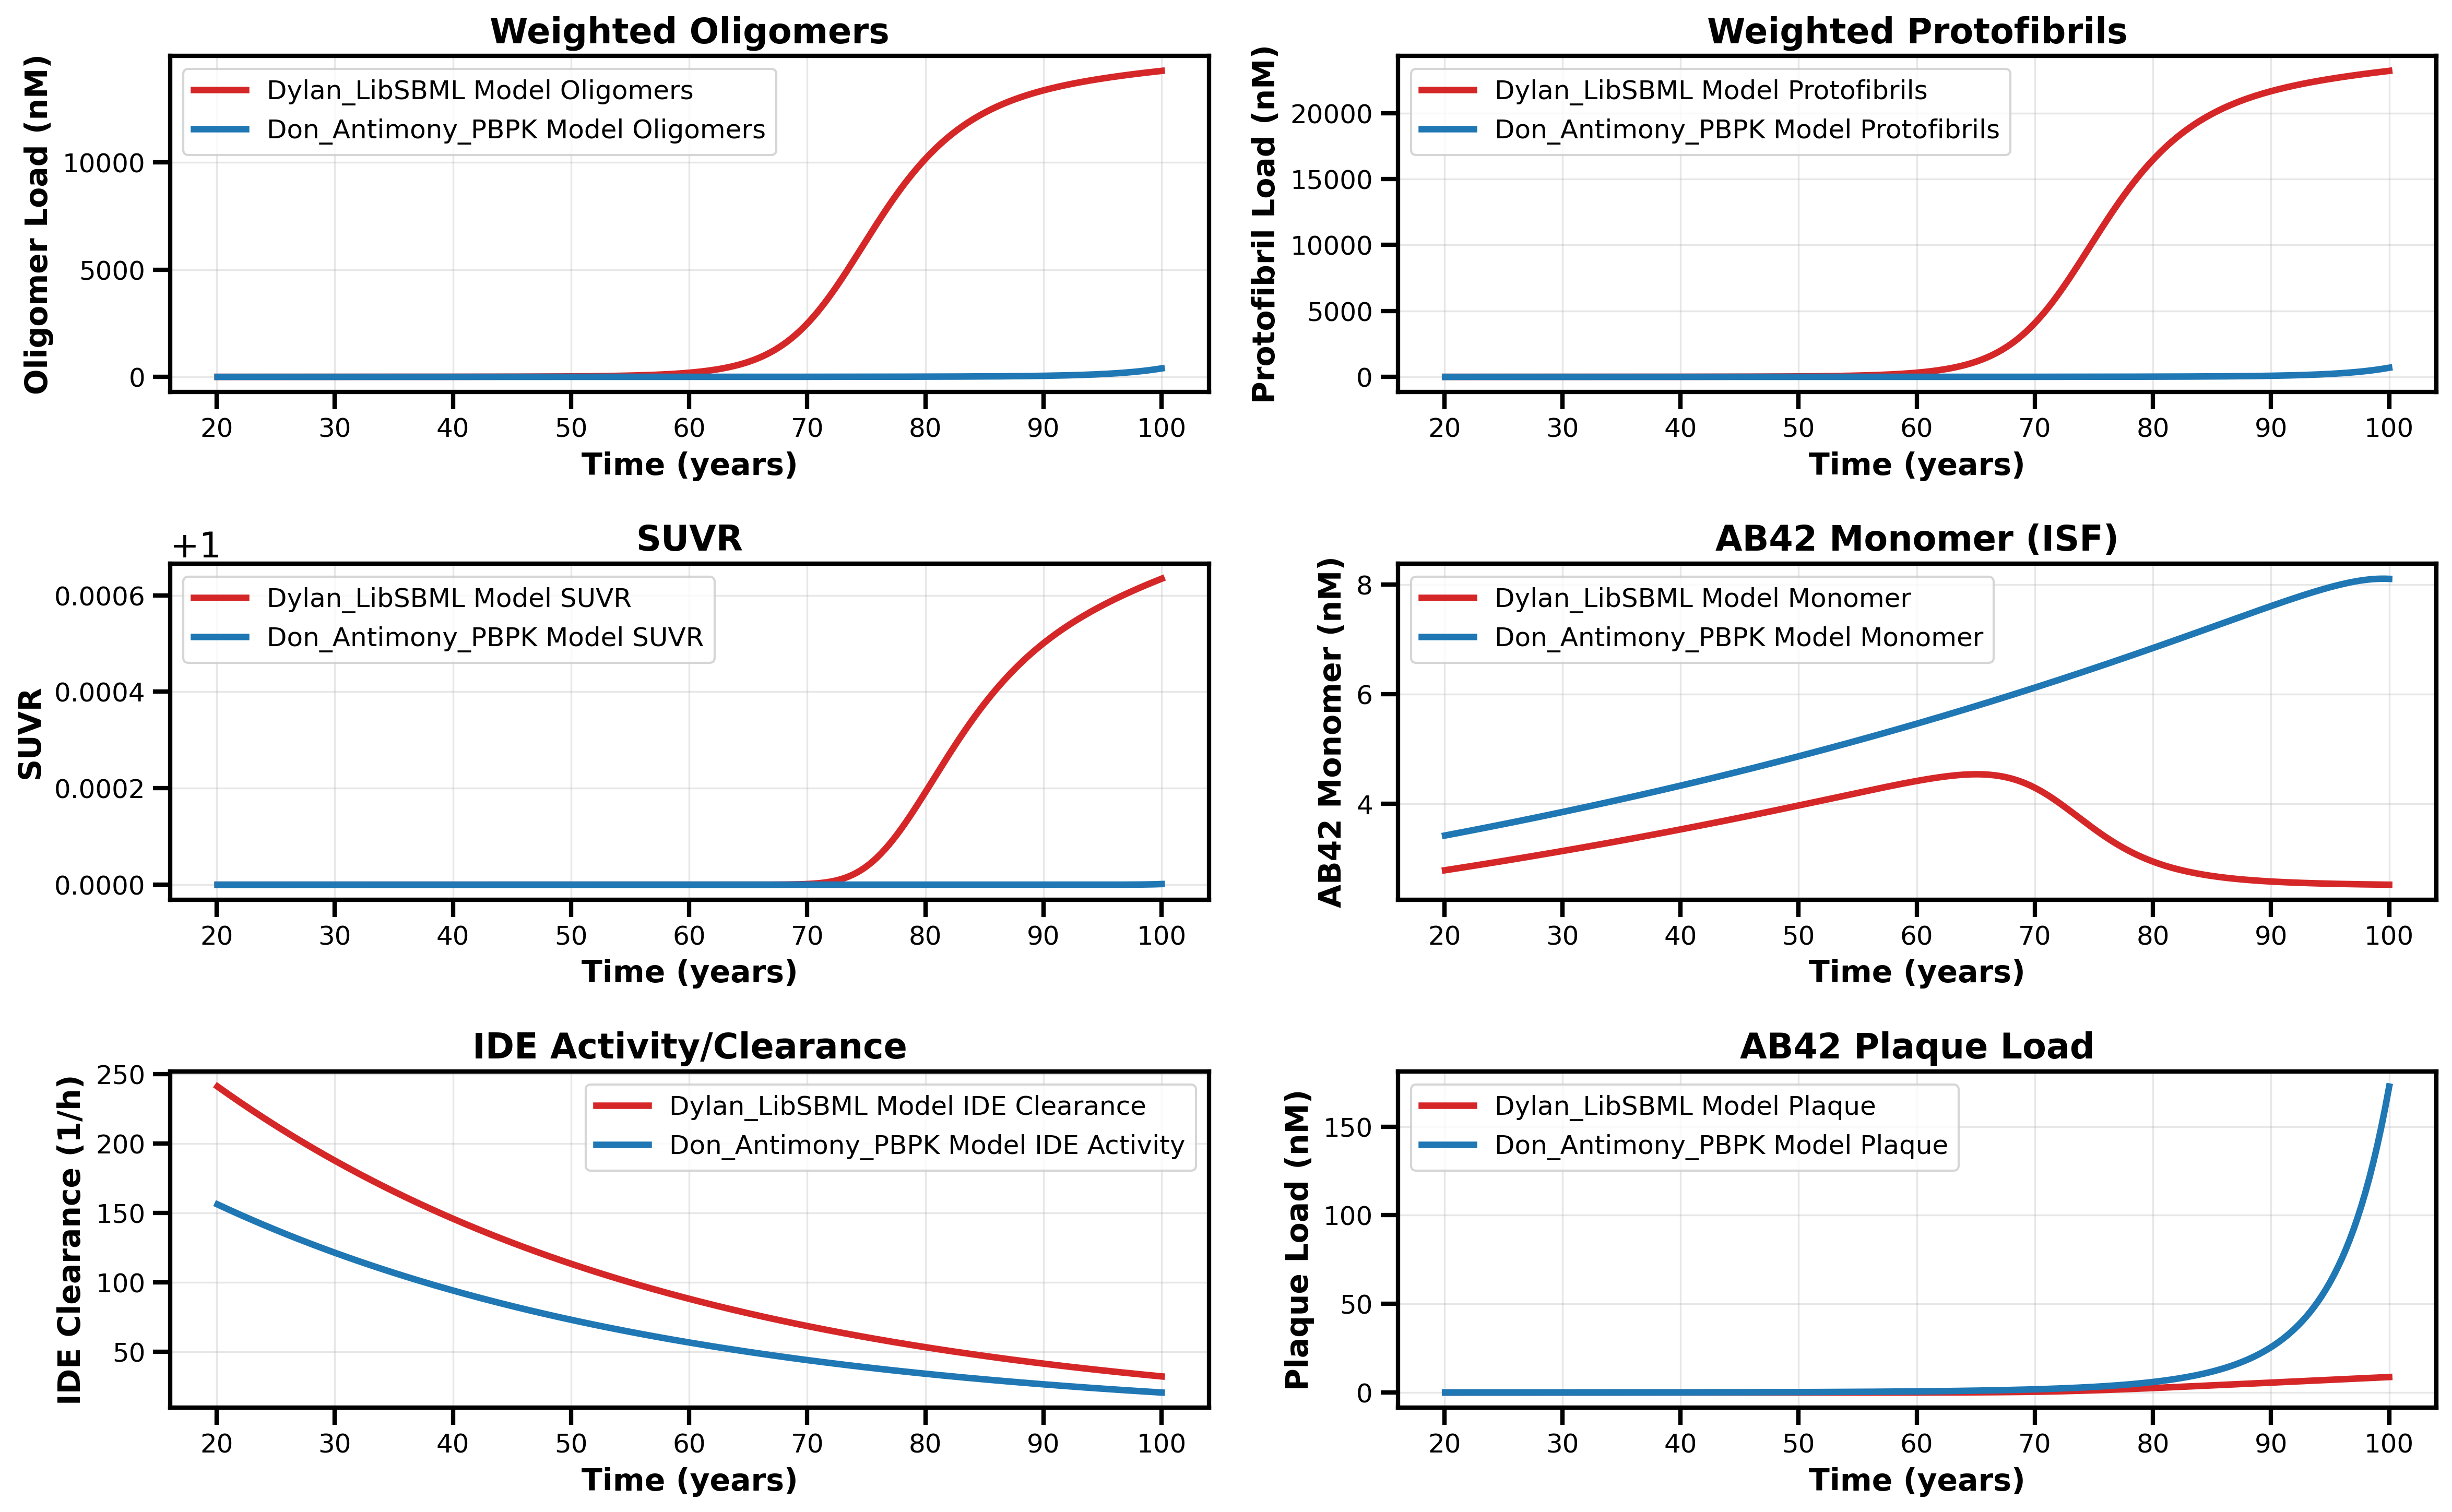 Weighted Oligomers
Oligomer Load (nM)
10000
5000
0
Dylan_LibSBML Model Oligomers
Don_Antimony_PBPK Model Oligomers
20 30 40 50 60 70 80 90 100
Time (years)
Weighted Protofibrils
Protofibril Load (nM)
20000
15000
10000
5000
0
Dylan_LibSBML Model Protofibrils
Don_Antimony_PBPK Model Protofibrils
20 30 40 50 60 70 80 90 100
Time (years)
SUVR
+1
SUVR
0.0006
0.0004
0.0002
0.0000
Dylan_LibSBML Model SUVR
Don_Antimony_PBPK Model SUVR
20 30 40 50 60 70 80 90 100
Time (years)
AB42 Monomer (ISF)
AB42 Monomer (nM)
8
6
4
Dylan_LibSBML Model Monomer
Don_Antimony_PBPK Model Monomer
20 30 40 50 60 70 80 90 100
Time (years)
IDE Activity/Clearance
IDE Clearance (1/h)
250
200
150
100
50
Dylan_LibSBML Model IDE Clearance
Don_Antimony_PBPK Model IDE Activity
20 30 40 50 60 70 80 90 100
Time (years)
AB42 Plaque Load
Plaque Load (nM)
150
100
50
0
Dylan_LibSBML Model Plaque
Don_Antimony_PBPK Model Plaque
20 30 40 50 60 70 80 90 100
Time (years)